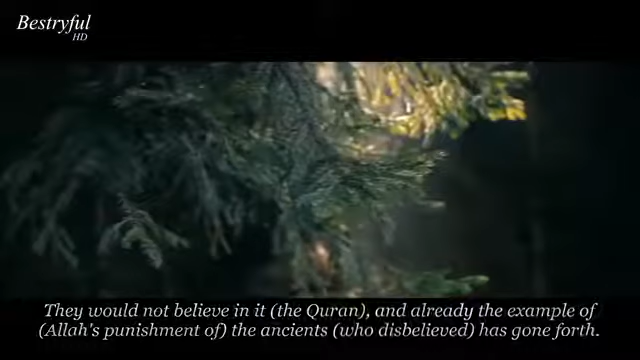 Bestryful
HD
They would not believe in it (the Quran), and already the example of
(Allah's punishment of) the ancients (who disbelieved) has gone forth.